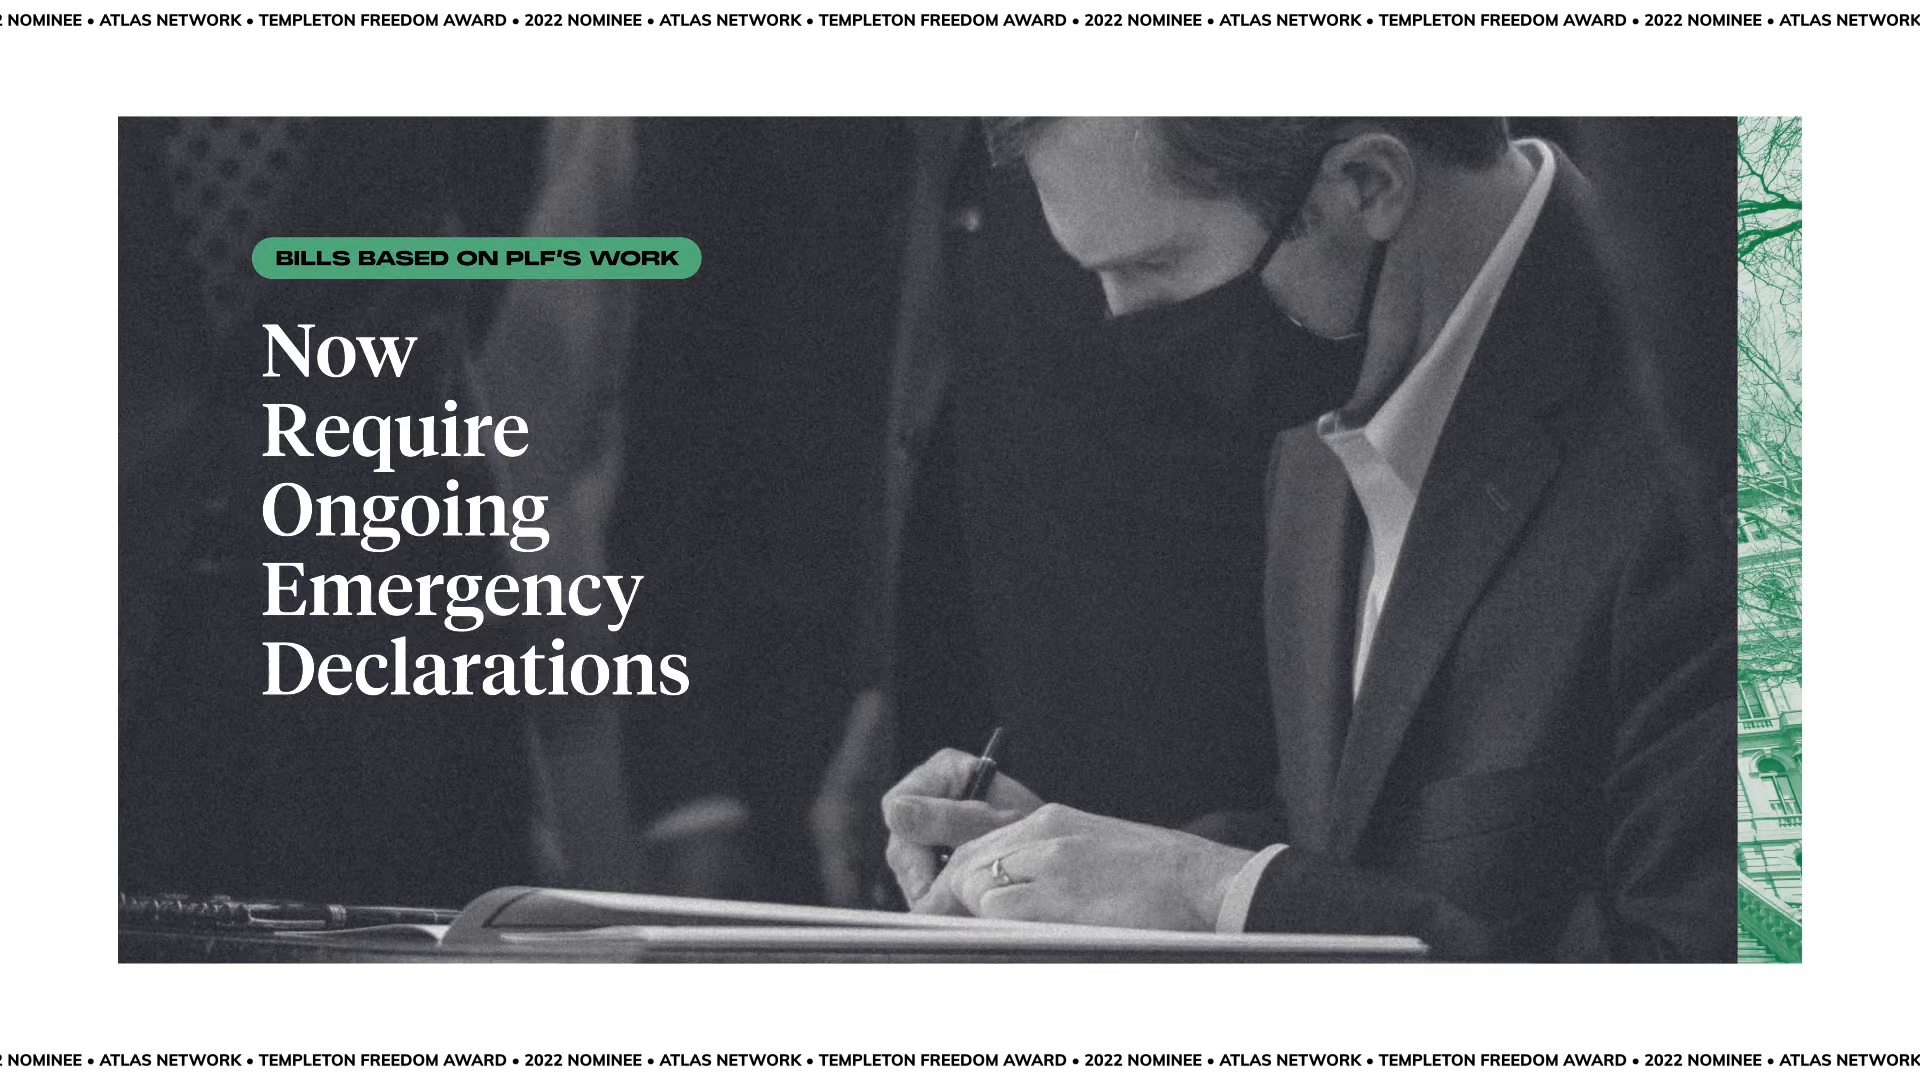 NOMINEE • ATLAS NETWORK • TEMPLETON FREEDOM AWARD • 2022 NOMINEE • ATLAS NETWORK • TEMPLETON FREEDOM AWARD • 2022 NOMINEE • ATLAS NETWORK • TEMPLETON FREEDOM AWARD • 2022 NOMINEE • ATLAS NETWORK
BILLS BASED ON PLF'S WORK
Now
Require
Ongoing
Emergency
Declarations
NOMINEE • ATLAS NETWORK • TEMPLETON FREEDOM AWARD • 2022 NOMINEE • ATLAS NETWORK • TEMPLETON FREEDOM AWARD • 2022 NOMINEE • ATLAS NETWORK • TEMPLETON FREEDOM AWARD • 2022 NOMINEE • ATLAS NETWORK